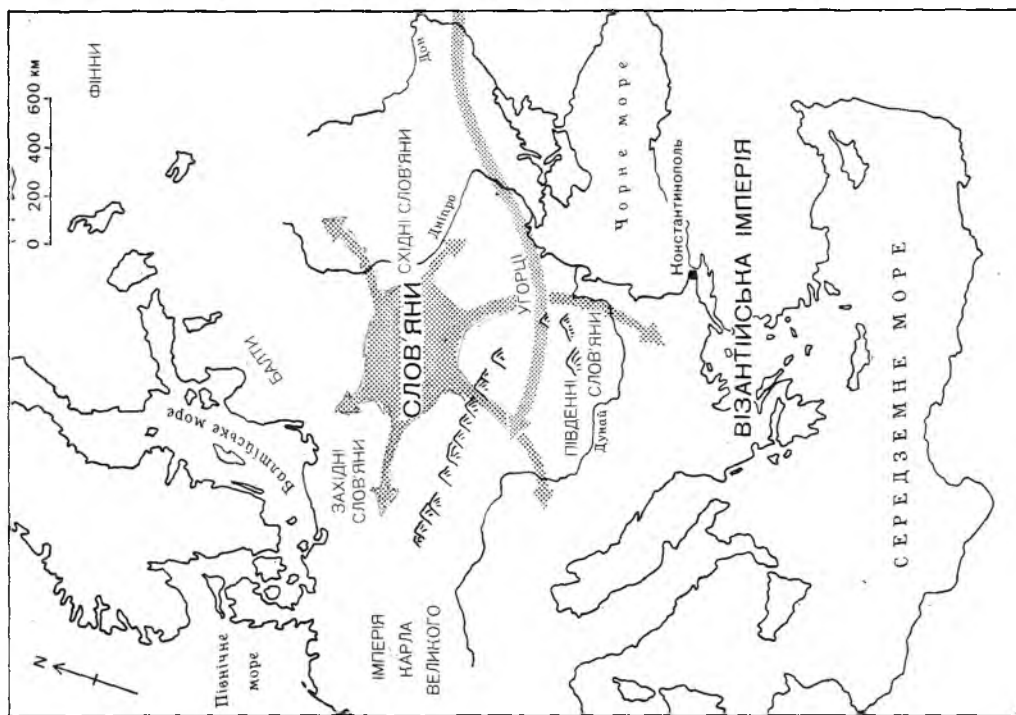 N
Північне
море
Балтійське море
БАЛТИ
0 200 400 600 км
ФІННИ
ЗАХІДНІ
СЛОВ'ЯНИ
СЛОВ'ЯНИ
СХІДНІ СЛОВ'ЯНИ
Дніпро
Дон
ІМПЕРІЯ
КАРЛА
ВЕЛИКОГО
УГОРЦІ
ПІВДЕННІ
СЛОВ'ЯНИ
Дунай
Чорне море
Константинополь
ВІЗАНТІЙСЬКА ІМПЕРІЯ
СЕРЕДЗЕМНЕ МОРЕ